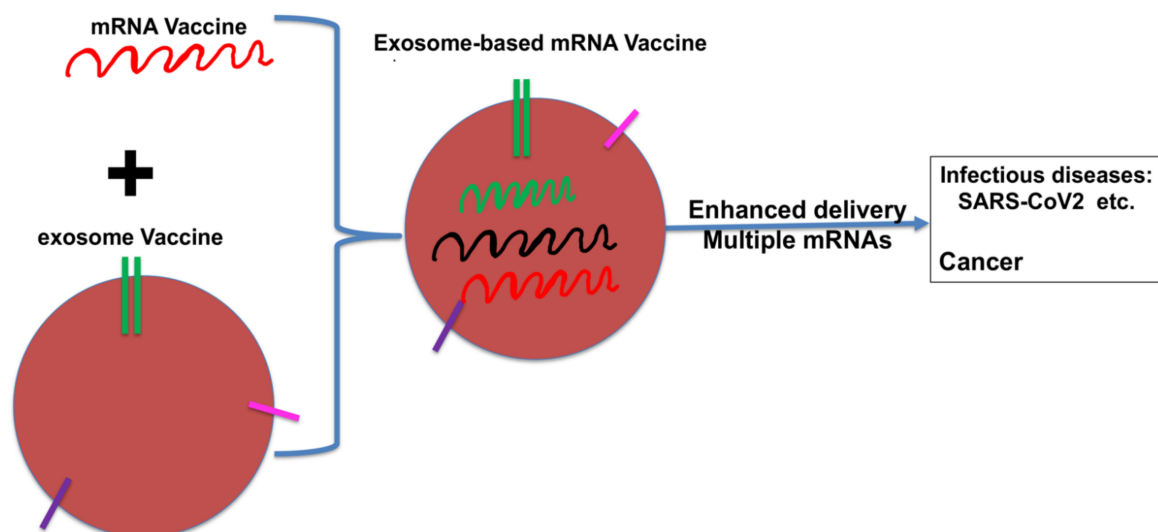 mRNA Vaccine
+
exosome Vaccine
Exosome-based mRNA Vaccine
Enhanced delivery
Multiple mRNAs
Infectious diseases:
SARS-CoV2 etc.
Cancer